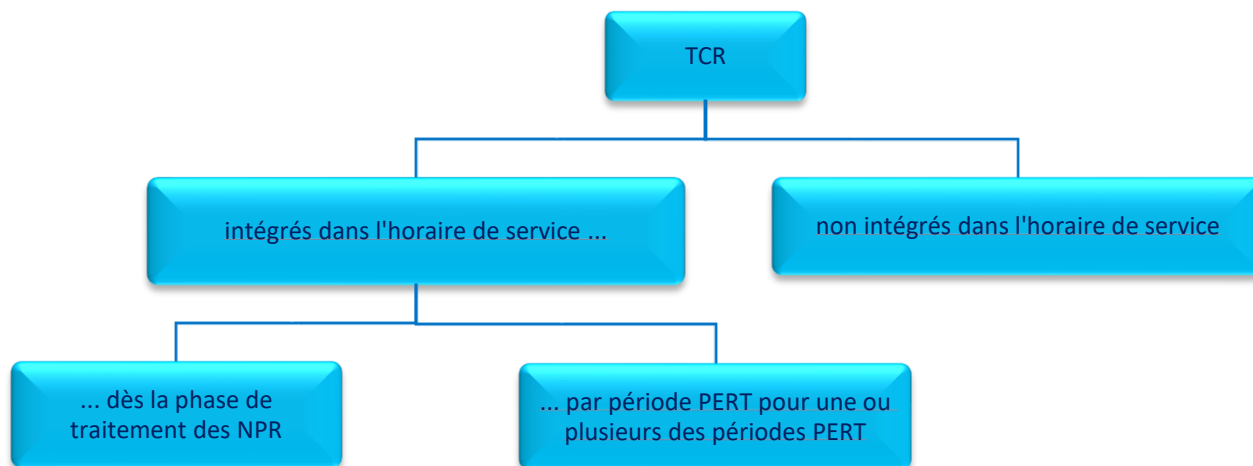 TCR
intégrés dans l'horaire de service ...
non intégrés dans l'horaire de service
... dès la phase de
traitement des NPR
... par période PERT pour une ou
plusieurs des périodes PERT